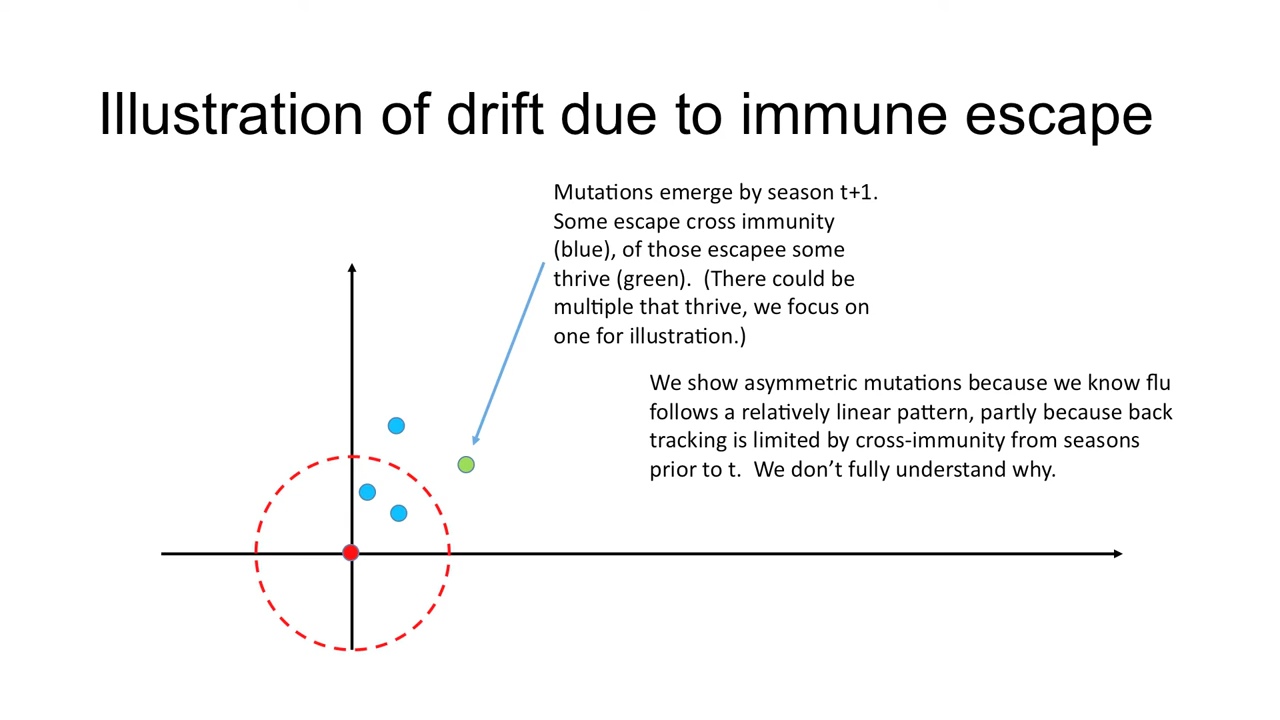 Illustration of drift due to immune escape
Mutations emerge by season t+1.
Some escape cross immunity
(blue), of those escapee some
thrive (green).  (There could be
multiple that thrive, we focus on
one for illustration.)
We show asymmetric mutations because we know flu
follows a relatively linear pattern, partly because back
tracking is limited by cross-immunity from seasons
prior to t.  We don’t fully understand why.